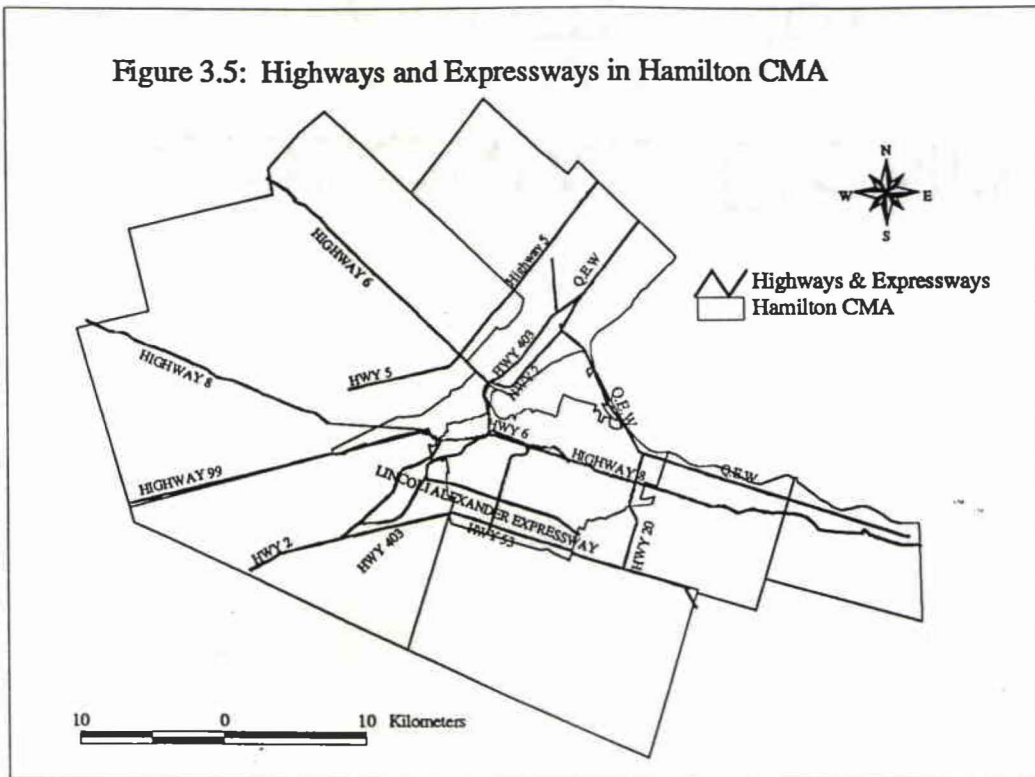 Figure 3.5: Highways and Expressways in Hamilton CMA
N
W E
S
Highways & Expressways
Hamilton CMA
HIGHWAY 6
Highway 5
Q.E.W
HWY 403
HWY 2
HIGHWAY 8
HWY 5
Q.E.W
HWY 6
HIGHWAY 8
Q.E.W
HIGHWAY 99
LINCOLN ALEXANDER EXPRESSWAY
HWY 53
HWY 20
HWY 2
HWY 403
10 0 10 Kilometers